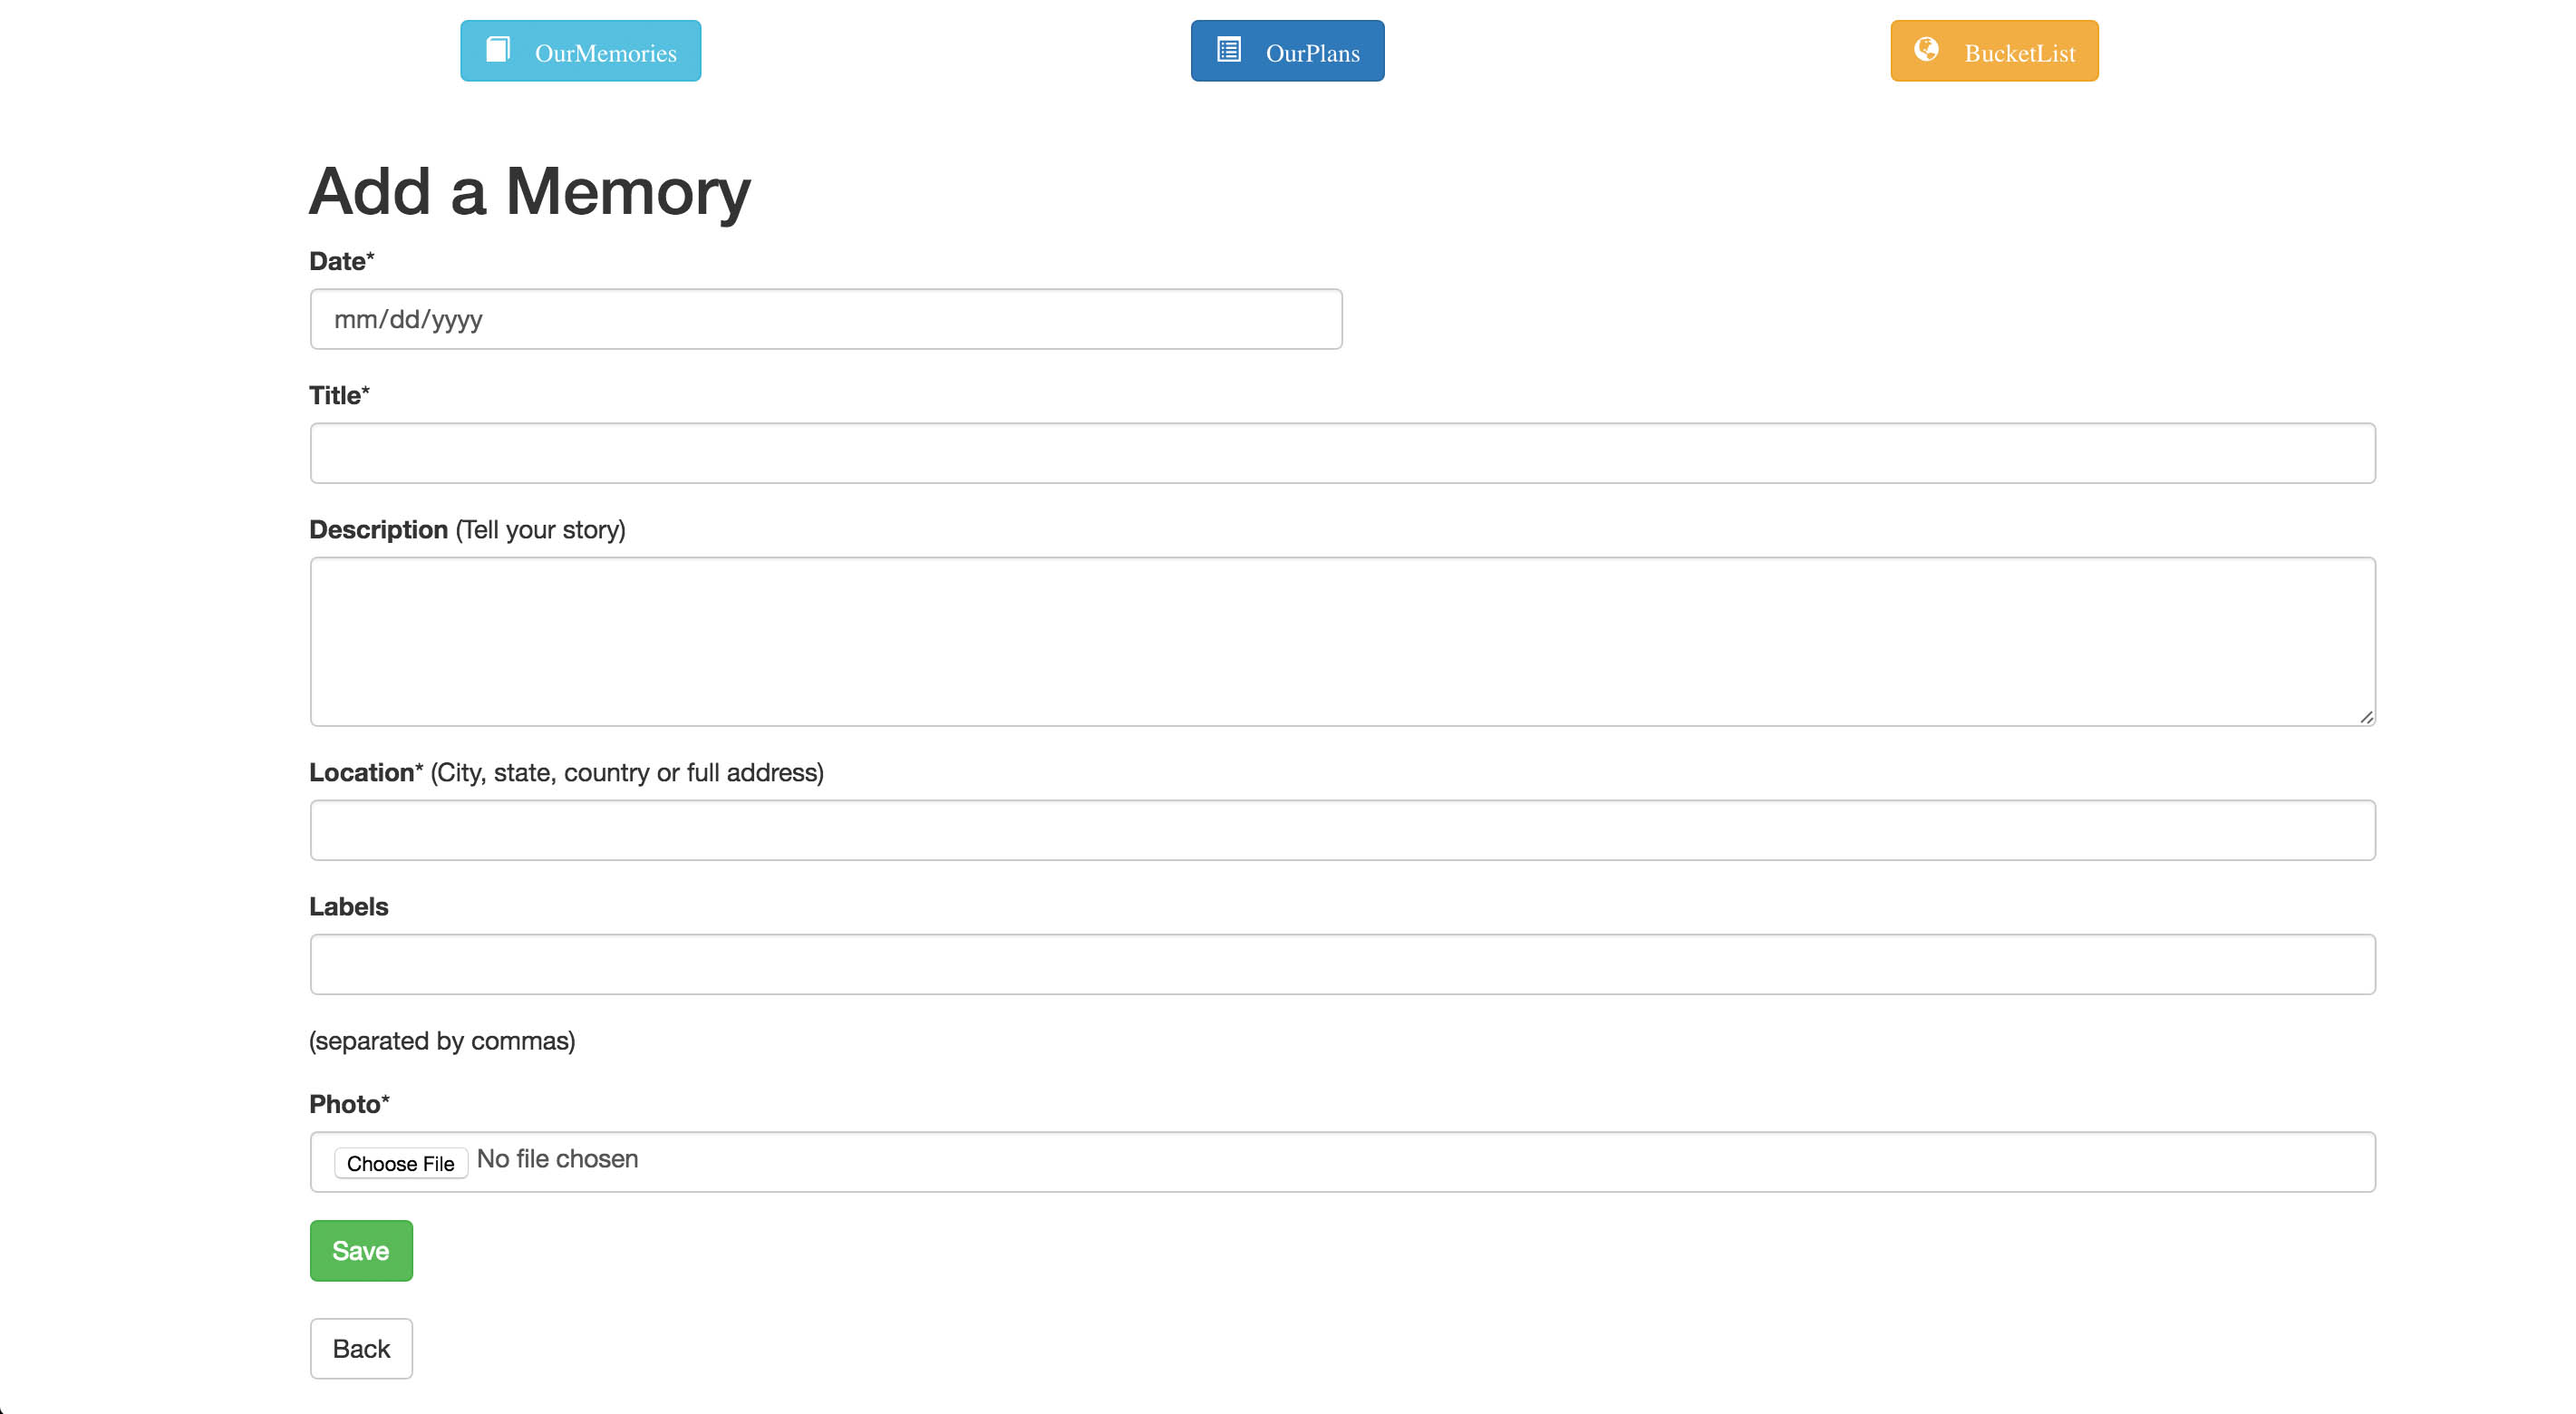 OurMemories OurPlans BucketList
Add a Memory
Date*
mm/dd/yyyy
Title*
Description (Tell your story)
Location* (City, state, country or full address)
Labels
(separated by commas)
Photo*
Choose File No file chosen
Save
Back